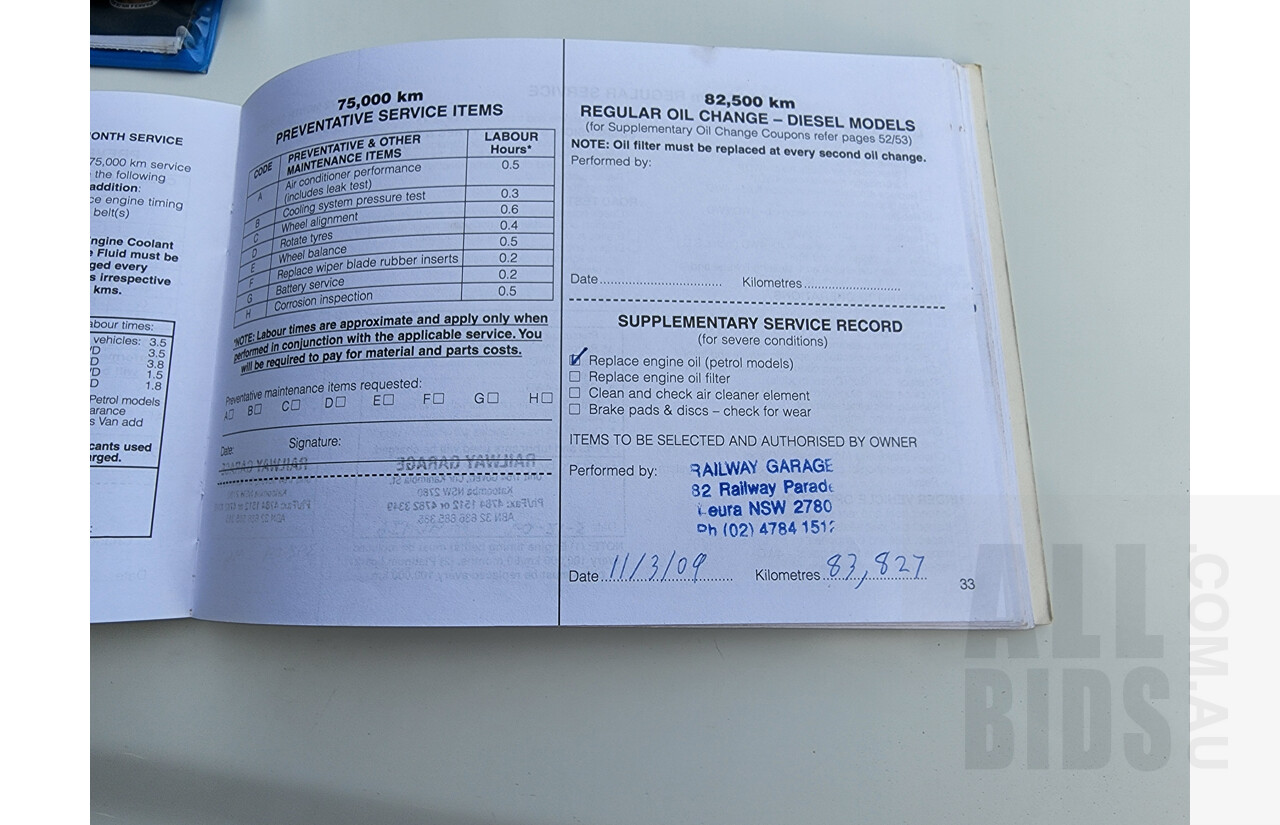 ONTH SERVICE
75,000 km service
the following
addition:
ce engine timing
belt(s)
ngine Coolant
Fluid must be
ged every
s irrespective
kms.
abour times:
vehicles: 3.5
/D 3.5
D 3.8
/D 1.5
D 1.8
Petrol models
arance
s Van add
cants used
rged.
75,000 km
PREVENTATIVE SERVICE ITEMS
CODE PREVENTATIVE & OTHER MAINTENANCE ITEMS LABOUR Hours*
A Air conditioner performance (includes leak test) 0.5
B Cooling system pressure test 0.3
C Wheel alignment 0.6
D Rotate tyres 0.4
E Wheel balance 0.5
F Replace wiper blade rubber inserts 0.2
G Battery service 0.2
H Corrosion inspection 0.5
*NOTE: Labour times are approximate and apply only when
performed in conjunction with the applicable service. You
will be required to pay for material and parts costs.
Preventative maintenance items requested:
A B C D E F G H
Date: Signature:
82,500 km
REGULAR OIL CHANGE – DIESEL MODELS
(for Supplementary Oil Change Coupons refer pages 52/53)
NOTE: Oil filter must be replaced at every second oil change.
Performed by:
Date Kilometres
SUPPLEMENTARY SERVICE RECORD
(for severe conditions)
Replace engine oil (petrol models)
Replace engine oil filter
Clean and check air cleaner element
Brake pads & discs – check for wear
ITEMS TO BE SELECTED AND AUTHORISED BY OWNER
Performed by: RAILWAY GARAGE
82 Railway Parade
Leura NSW 2780
Ph (02) 4784 1512
Date 11/3/09 Kilometres 83,827
33
ALL
BIDS
.COM.AU